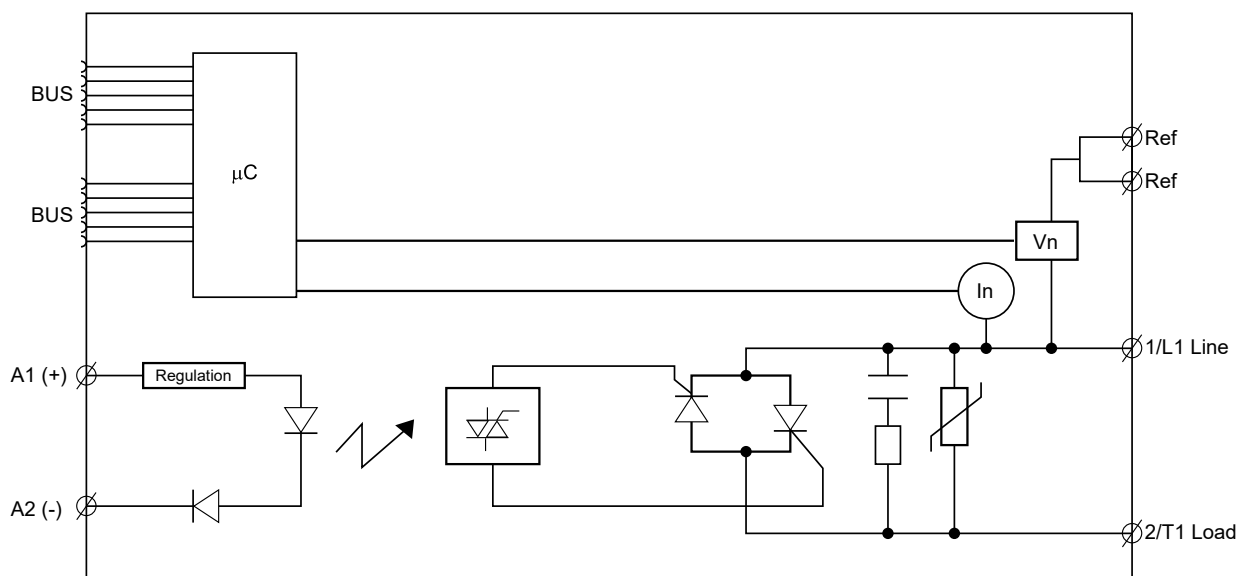 BUS
μC
Ref
Ref
BUS
Vn
In
1/L1 Line
A1 (+)
Regulation
A2 (-)
2/T1 Load